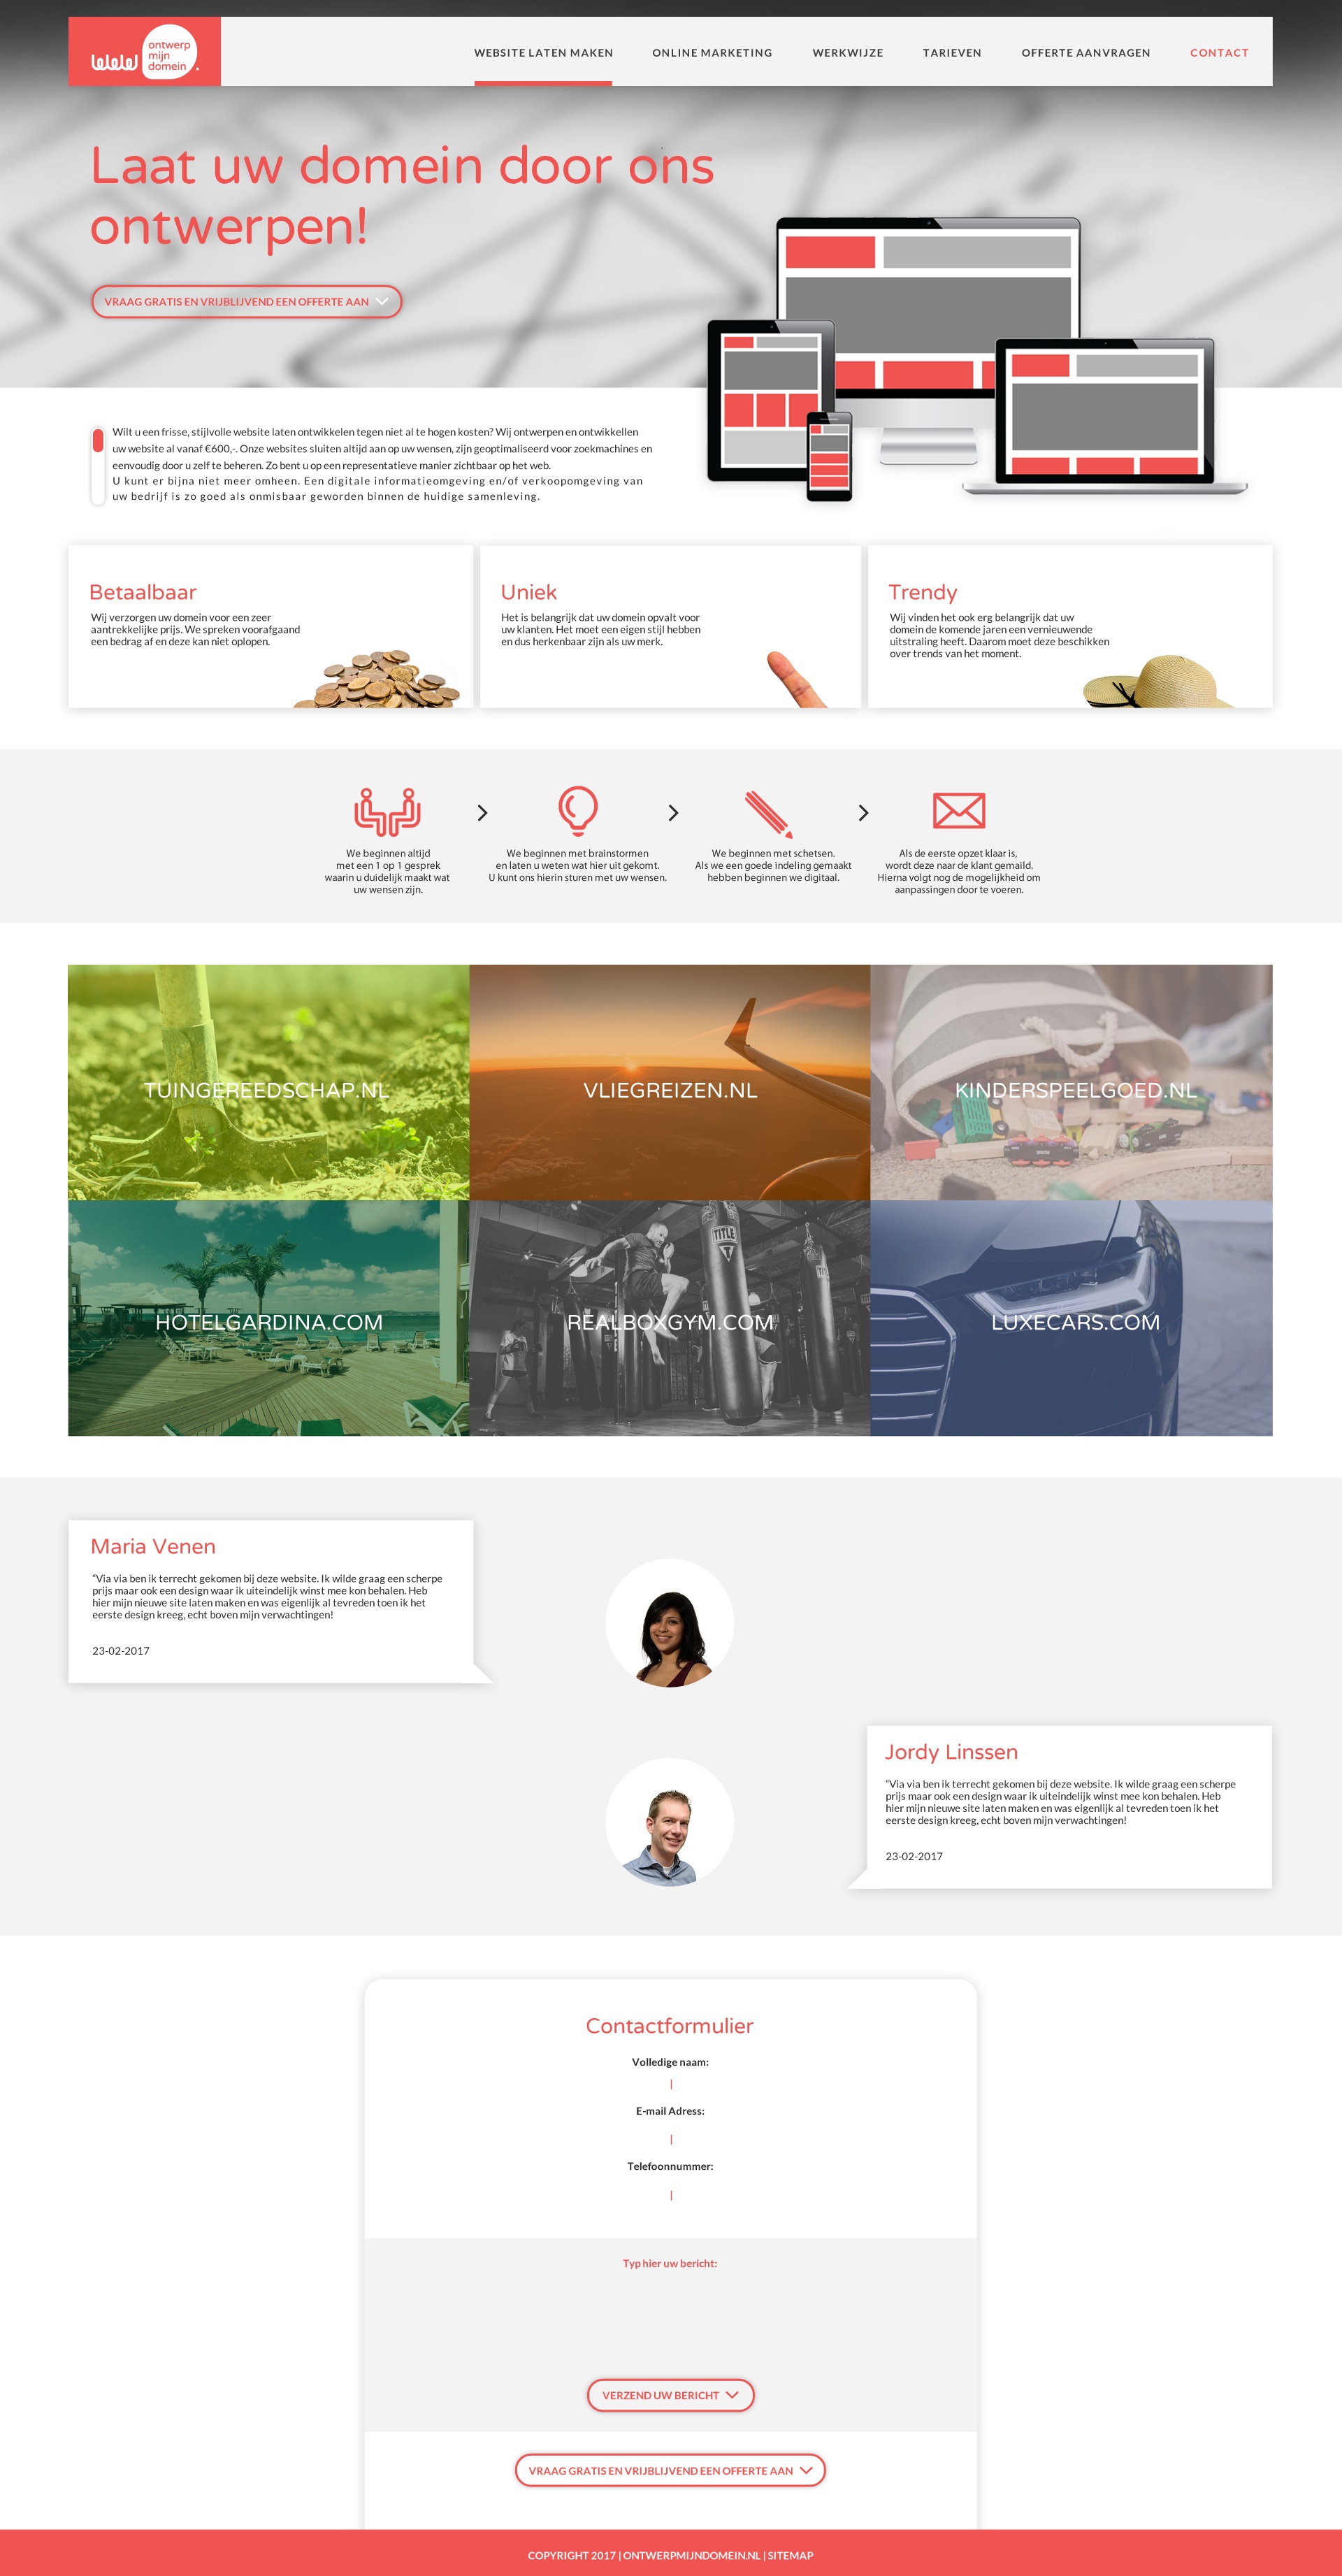 www ontwerp
mijn
domein.
WEBSITE LATEN MAKEN ONLINE MARKETING WERKWIJZE TARIEVEN OFFERTE AANVRAGEN CONTACT
Laat uw domein door ons
ontwerpen!
VRAAG GRATIS EN VRIJBLIJVEND EEN OFFERTE AAN
Wilt u een frisse, stijlvolle website laten ontwikkelen tegen niet al te hogen kosten? Wij ontwerpen en ontwikkellen
uw website al vanaf €600,-. Onze websites sluiten altijd aan op uw wensen, zijn geoptimaliseerd voor zoekmachines en
eenvoudig door u zelf te beheren. Zo bent u op een representatieve manier zichtbaar op het web.
U kunt er bijna niet meer omheen. Een digitale informatieomgeving en/of verkoopomgeving van
uw bedrijf is zo goed als onmisbaar geworden binnen de huidige samenleving.
Betaalbaar
Wij verzorgen uw domein voor een zeer
aantrekkelijke prijs. We spreken voorafgaand
een bedrag af en deze kan niet oplopen.
Uniek
Het is belangrijk dat uw domein opvalt voor
uw klanten. Het moet een eigen stijl hebben
en dus herkenbaar zijn als uw merk.
Trendy
Wij vinden het ook erg belangrijk dat uw
domein de komende jaren een vernieuwende
uitstraling heeft. Daarom moet deze beschikken
over trends van het moment.
We beginnen altijd
met een 1 op 1 gesprek
waarin u duidelijk maakt wat
uw wensen zijn.
We beginnen met brainstormen
en laten u weten wat hier uit gekomt.
U kunt ons hierin sturen met uw wensen.
We beginnen met schetsen.
Als we een goede indeling gemaakt
hebben beginnen we digitaal.
Als de eerste opzet klaar is,
wordt deze naar de klant gemaild.
Hierna volgt nog de mogelijkheid om
aanpassingen door te voeren.
TUINGEREEDSCHAP.NL
VLIEGREIZEN.NL
KINDERSPEELGOED.NL
HOTELGARDINA.COM
TITLE
REALBOXGYM.COM
LUXECARS.COM
Maria Venen
"Via via ben ik terrecht gekomen bij deze website. Ik wilde graag een scherpe
prijs maar ook een design waar ik uiteindelijk winst mee kon behalen. Heb
hier mijn nieuwe site laten maken en was eigenlijk al tevreden toen ik het
eerste design kreeg, echt boven mijn verwachtingen!
23-02-2017
Jordy Linssen
"Via via ben ik terrecht gekomen bij deze website. Ik wilde graag een scherpe
prijs maar ook een design waar ik uiteindelijk winst mee kon behalen. Heb
hier mijn nieuwe site laten maken en was eigenlijk al tevreden toen ik het
eerste design kreeg, echt boven mijn verwachtingen!
23-02-2017
Contactformulier
Volledige naam:
|
E-mail Adress:
|
Telefoonnummer:
|
Typ hier uw bericht:
VERZEND UW BERICHT
VRAAG GRATIS EN VRIJBLIJVEND EEN OFFERTE AAN
COPYRIGHT 2017 | ONTWERPMIJNDOMEIN.NL | SITEMAP